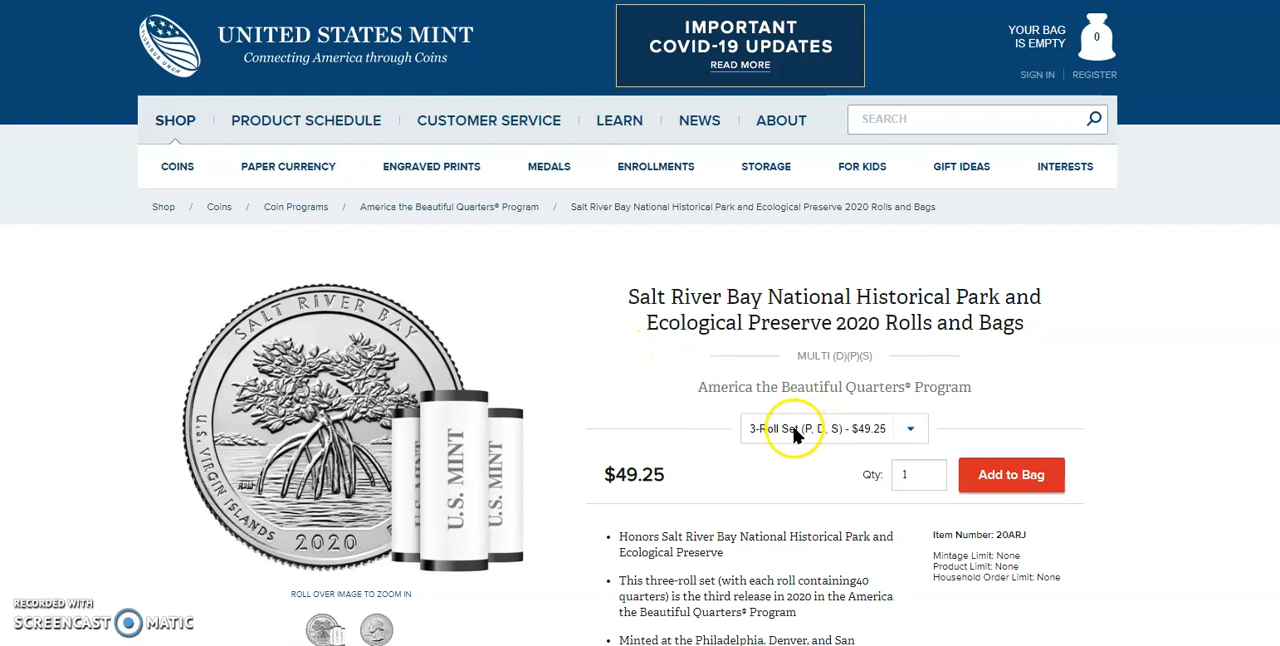 UNITED STATES MINT
Connecting America through Coins
IMPORTANT
COVID-19 UPDATES
READ MORE
YOUR BAG
IS EMPTY
0
SIGN IN
REGISTER
SHOP
PRODUCT SCHEDULE
CUSTOMER SERVICE
LEARN
NEWS
ABOUT
SEARCH
COINS
PAPER CURRENCY
ENGRAVED PRINTS
MEDALS
ENROLLMENTS
STORAGE
FOR KIDS
GIFT IDEAS
INTERESTS
Shop / Coins / Coin Programs / America the Beautiful Quarters® Program / Salt River Bay National Historical Park and Ecological Preserve 2020 Rolls and Bags
SALT RIVER BAY
U.S. VIRGIN ISLANDS
2020
U.S. MINT
U.S. MINT
U.S. MINT
ROLL OVER IMAGE TO ZOOM IN
Salt River Bay National Historical Park and
Ecological Preserve 2020 Rolls and Bags
MULTI (D)(P)(S)
America the Beautiful Quarters® Program
3-Roll Set (P, D, S) - $49.25
$49.25
Qty:
1
Add to Bag
• Honors Salt River Bay National Historical Park and
Ecological Preserve
• This three-roll set (with each roll containing40
quarters) is the third release in 2020 in the America
the Beautiful Quarters® Program
• Minted at the Philadelphia, Denver, and San
Item Number: 20ARJ
Mintage Limit: None
Product Limit: None
Household Order Limit: None
RECORDED WITH
SCREENCAST MATIC